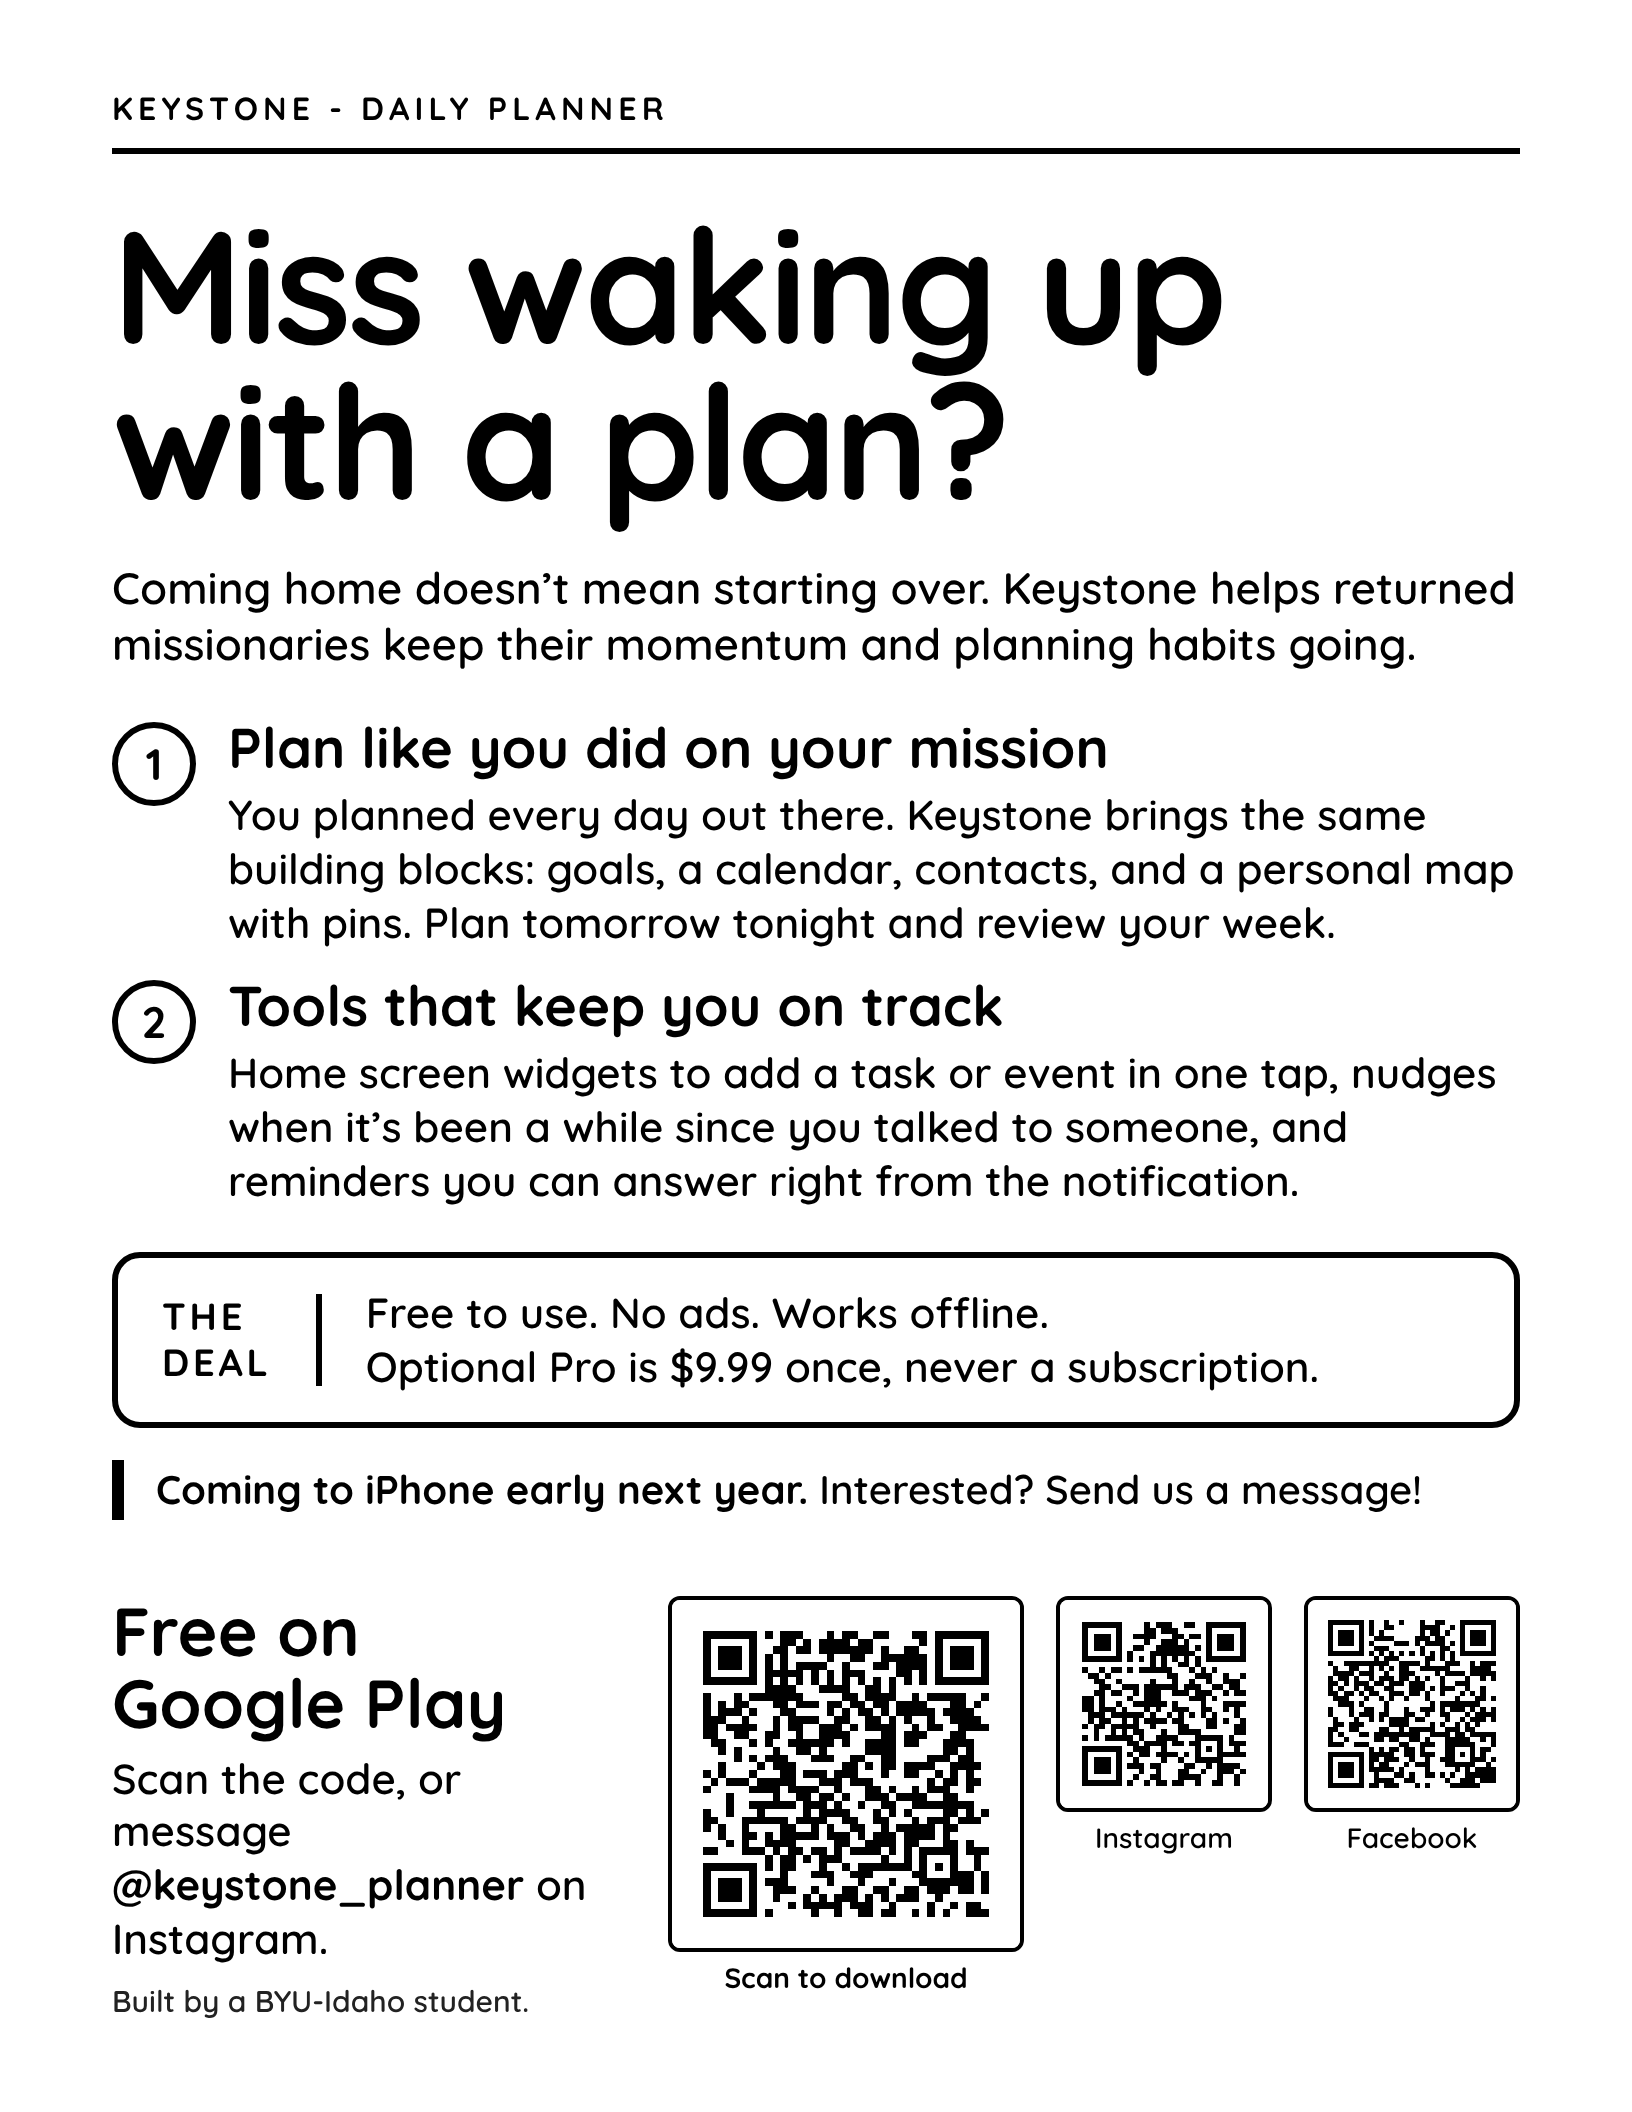 KEYSTONE - DAILY PLANNER
Miss waking up
with a plan?
Coming home doesn’t mean starting over. Keystone helps returned
missionaries keep their momentum and planning habits going.
1
Plan like you did on your mission
You planned every day out there. Keystone brings the same
building blocks: goals, a calendar, contacts, and a personal map
with pins. Plan tomorrow tonight and review your week.
2
Tools that keep you on track
Home screen widgets to add a task or event in one tap, nudges
when it’s been a while since you talked to someone, and
reminders you can answer right from the notification.
THE
DEAL
Free to use. No ads. Works offline.
Optional Pro is $9.99 once, never a subscription.
Coming to iPhone early next year. Interested? Send us a message!
Free on
Google Play
Scan the code, or
message
@keystone_planner on
Instagram.
Built by a BYU-Idaho student.
Scan to download
Instagram
Facebook